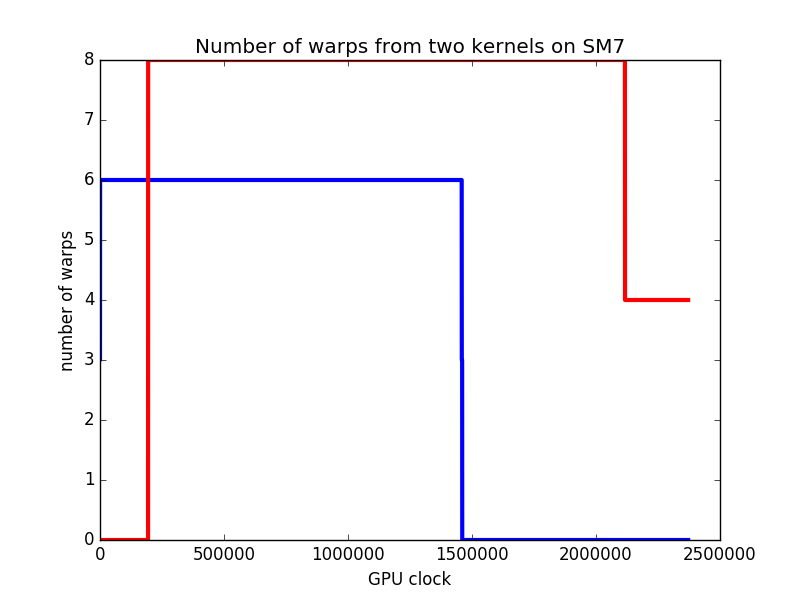 Number of warps from two kernels on SM7
8
7
6
5
4
3
2
1
0
number of warps
0 500000 1000000 1500000 2000000 2500000
GPU clock